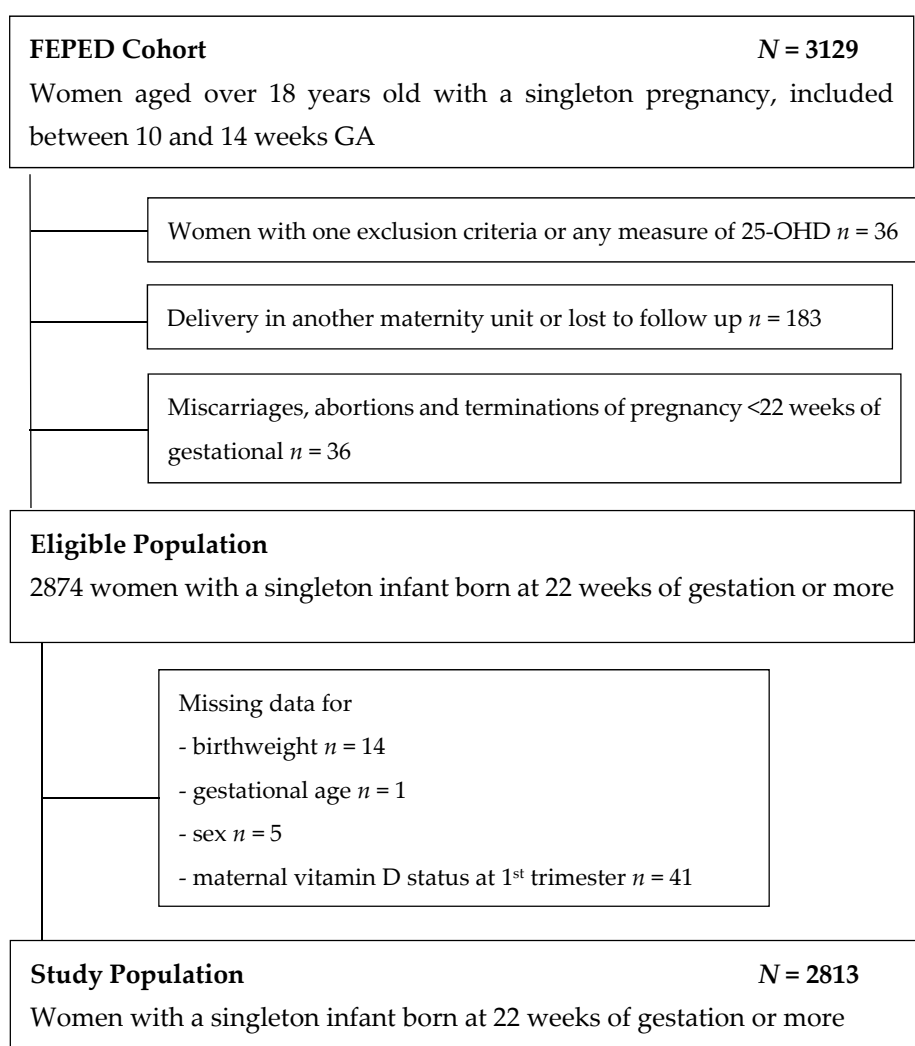 FEPED Cohort N = 3129
Women aged over 18 years old with a singleton pregnancy, included
between 10 and 14 weeks GA
Women with one exclusion criteria or any measure of 25-OHD n = 36
Delivery in another maternity unit or lost to follow up n = 183
Miscarriages, abortions and terminations of pregnancy <22 weeks of
gestational n = 36
Eligible Population
2874 women with a singleton infant born at 22 weeks of gestation or more
Missing data for
- birthweight n = 14
- gestational age n = 1
- sex n = 5
- maternal vitamin D status at 1st trimester n = 41
Study Population N = 2813
Women with a singleton infant born at 22 weeks of gestation or more